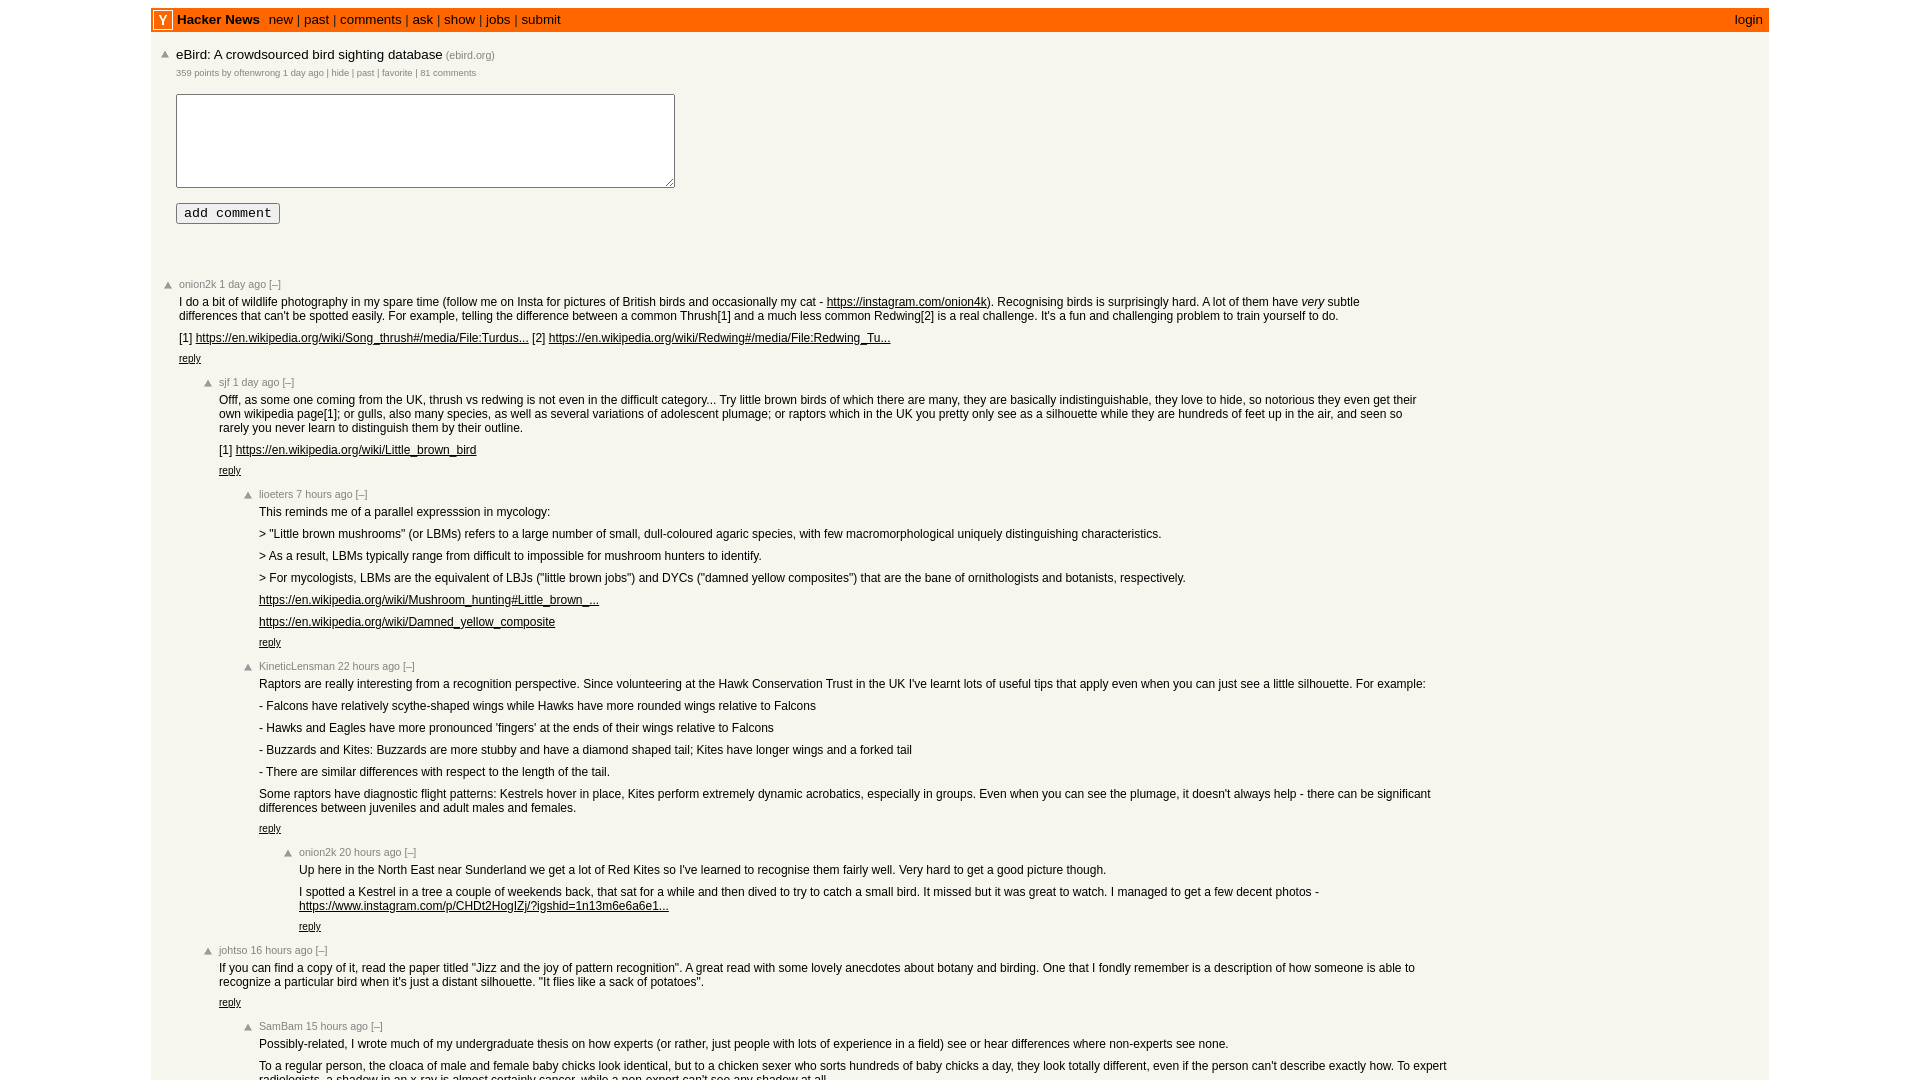 Y Hacker News new | past | comments | ask | show | jobs | submit login
eBird: A crowdsourced bird sighting database (ebird.org)
359 points by oftenwrong 1 day ago | hide | past | favorite | 81 comments
add comment
onion2k 1 day ago [–]
I do a bit of wildlife photography in my spare time (follow me on Insta for pictures of British birds and occasionally my cat - https://instagram.com/onion4k). Recognising birds is surprisingly hard. A lot of them have very subtle
differences that can't be spotted easily. For example, telling the difference between a common Thrush[1] and a much less common Redwing[2] is a real challenge. It's a fun and challenging problem to train yourself to do.
[1] https://en.wikipedia.org/wiki/Song_thrush#/media/File:Turdus... [2] https://en.wikipedia.org/wiki/Redwing#/media/File:Redwing_Tu...
reply
sjf 1 day ago [–]
Offf, as some one coming from the UK, thrush vs redwing is not even in the difficult category... Try little brown birds of which there are many, they are basically indistinguishable, they love to hide, so notorious they even get their
own wikipedia page[1]; or gulls, also many species, as well as several variations of adolescent plumage; or raptors which in the UK you pretty only see as a silhouette while they are hundreds of feet up in the air, and seen so
rarely you never learn to distinguish them by their outline.
[1] https://en.wikipedia.org/wiki/Little_brown_bird
reply
lioeters 7 hours ago [–]
This reminds me of a parallel expresssion in mycology:
> "Little brown mushrooms" (or LBMs) refers to a large number of small, dull-coloured agaric species, with few macromorphological uniquely distinguishing characteristics.
> As a result, LBMs typically range from difficult to impossible for mushroom hunters to identify.
> For mycologists, LBMs are the equivalent of LBJs ("little brown jobs") and DYCs ("damned yellow composites") that are the bane of ornithologists and botanists, respectively.
https://en.wikipedia.org/wiki/Mushroom_hunting#Little_brown_...
https://en.wikipedia.org/wiki/Damned_yellow_composite
reply
KineticLensman 22 hours ago [–]
Raptors are really interesting from a recognition perspective. Since volunteering at the Hawk Conservation Trust in the UK I've learnt lots of useful tips that apply even when you can just see a little silhouette. For example:
- Falcons have relatively scythe-shaped wings while Hawks have more rounded wings relative to Falcons
- Hawks and Eagles have more pronounced 'fingers' at the ends of their wings relative to Falcons
- Buzzards and Kites: Buzzards are more stubby and have a diamond shaped tail; Kites have longer wings and a forked tail
- There are similar differences with respect to the length of the tail.
Some raptors have diagnostic flight patterns: Kestrels hover in place, Kites perform extremely dynamic acrobatics, especially in groups. Even when you can see the plumage, it doesn't always help - there can be significant
differences between juveniles and adult males and females.
reply
onion2k 20 hours ago [–]
Up here in the North East near Sunderland we get a lot of Red Kites so I've learned to recognise them fairly well. Very hard to get a good picture though.
I spotted a Kestrel in a tree a couple of weekends back, that sat for a while and then dived to try to catch a small bird. It missed but it was great to watch. I managed to get a few decent photos -
https://www.instagram.com/p/CHDt2HogIZj/?igshid=1n13m6e6a6e1...
reply
johtso 16 hours ago [–]
If you can find a copy of it, read the paper titled "Jizz and the joy of pattern recognition". A great read with some lovely anecdotes about botany and birding. One that I fondly remember is a description of how someone is able to
recognize a particular bird when it's just a distant silhouette. "It flies like a sack of potatoes".
reply
SamBam 15 hours ago [–]
Possibly-related, I wrote much of my undergraduate thesis on how experts (or rather, just people with lots of experience in a field) see or hear differences where non-experts see none.
To a regular person, the cloaca of male and female baby chicks look identical, but to a chicken sexer who sorts hundreds of baby chicks a day, they look totally different, even if the person can't describe exactly how. To expert
radiologists, a shadow in an x-ray is almost certainly cancer, while a non-expert can't see any shadow at all.